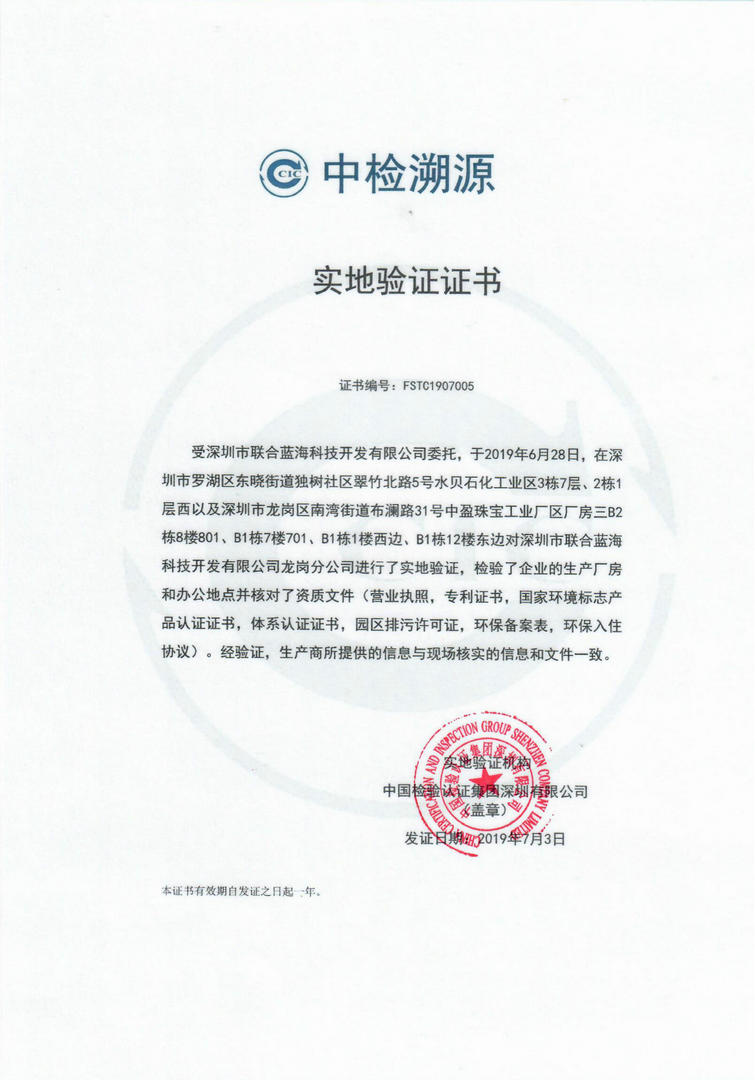 CIC 中检溯源
实地验证证书
证书编号：FSTC1907005
受深圳市联合蓝海科技开发有限公司委托，于2019年6月28日，在深
圳市罗湖区东晓街道独树社区翠竹北路5号水贝石化工业区3栋7层、2栋1
层西以及深圳市龙岗区南湾街道布澜路31号中盈珠宝工业厂区厂房三B2
栋8楼801、B1栋7楼701、B1栋1楼西边、B1栋12楼东边对深圳市联合蓝海
科技开发有限公司龙岗分公司进行了实地验证，检验了企业的生产厂房
和办公地点并核对了资质文件（营业执照，专利证书，国家环境标志产
品认证证书，体系认证证书，园区排污许可证，环保备案表，环保入住
协议）。经验证，生产商所提供的信息与现场核实的信息和文件一致。
实地验证机构
中国检验认证集团深圳有限公司
（盖章）
发证日期：2019年7月3日
CHINA CERTIFICATION AND INSPECTION GROUP SHENZHEN COMPANY LIMITED
中国检验认证集团深圳有限公司
本证书有效期自发证之日起一年。